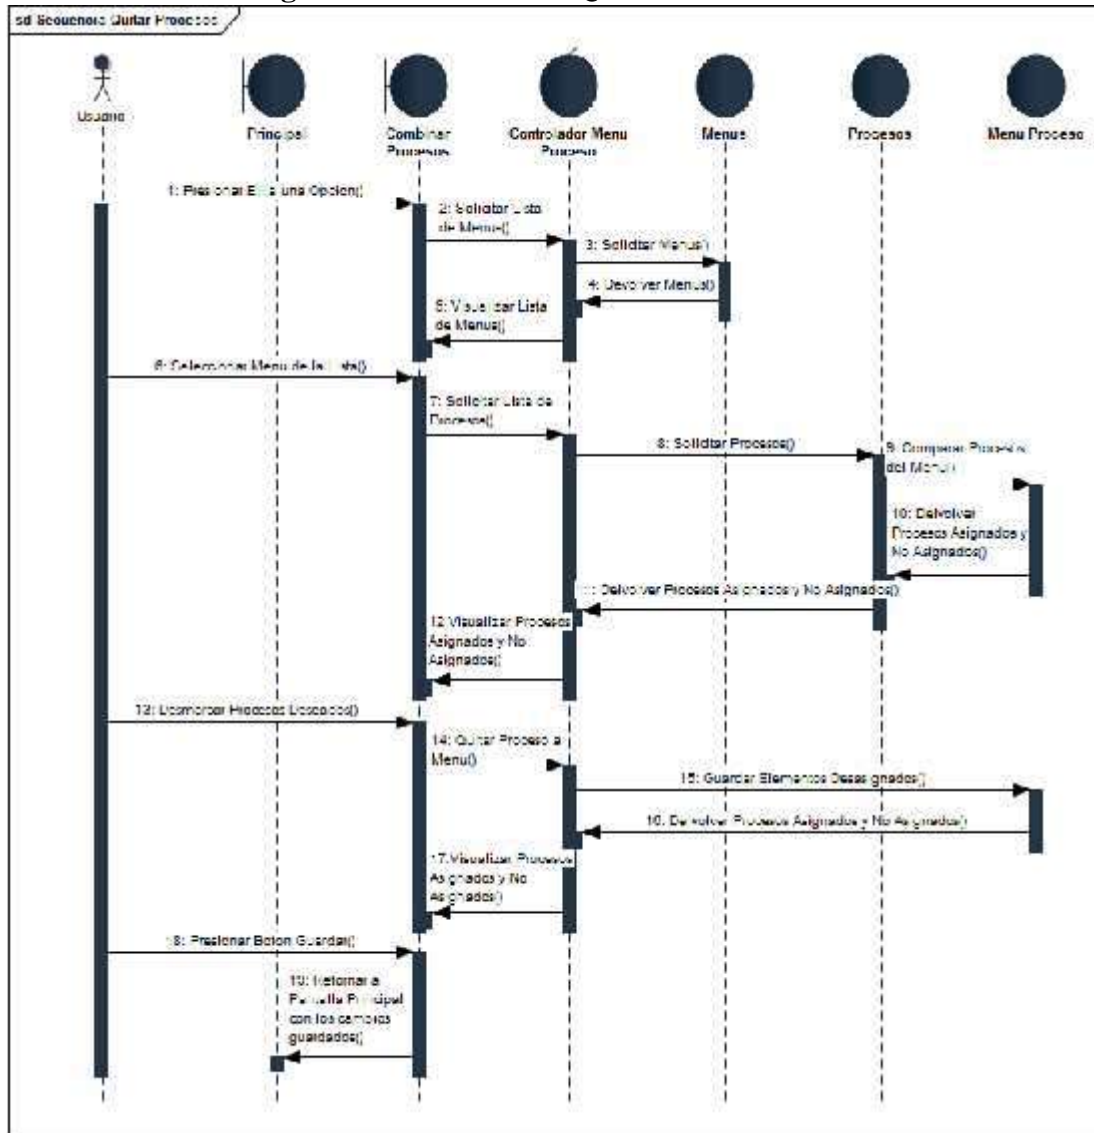 sd Secuencia Quitar Procesos
Usuario
Principal
Combinar
Procesos
Controlador Menu
Proceso
Menus
Procesos
Menu Proceso
1: Presionar una Opcion()
2: Solicitar Lista
de Menus()
3: Solicitar Menus()
4: Devolver Menus()
5: Visualizar Lista
de Menus()
6: Seleccionar Menu de la Lista()
7: Solicitar Lista de
Procesos()
8: Solicitar Procesos()
9: Comparar Procesos
del Menu()
10: Delvolver
Procesos Asignados y
No Asignados()
11: Delvolver Procesos Asignados y No Asignados()
12.Visualizar Procesos
Asignados y No
Asignados()
13: Desmarcar Procesos Deseados()
14: Quitar Proceso a
Menu()
15: Guardar Elementos Desasignados()
16: Delvolver Procesos Asignados y No Asignados()
17.Visualizar Procesos
Asignados y No
Asignados()
18: Presionar Boton Guardar()
19: Retornar a
Pantalla Principal
con los cambios
guardados()